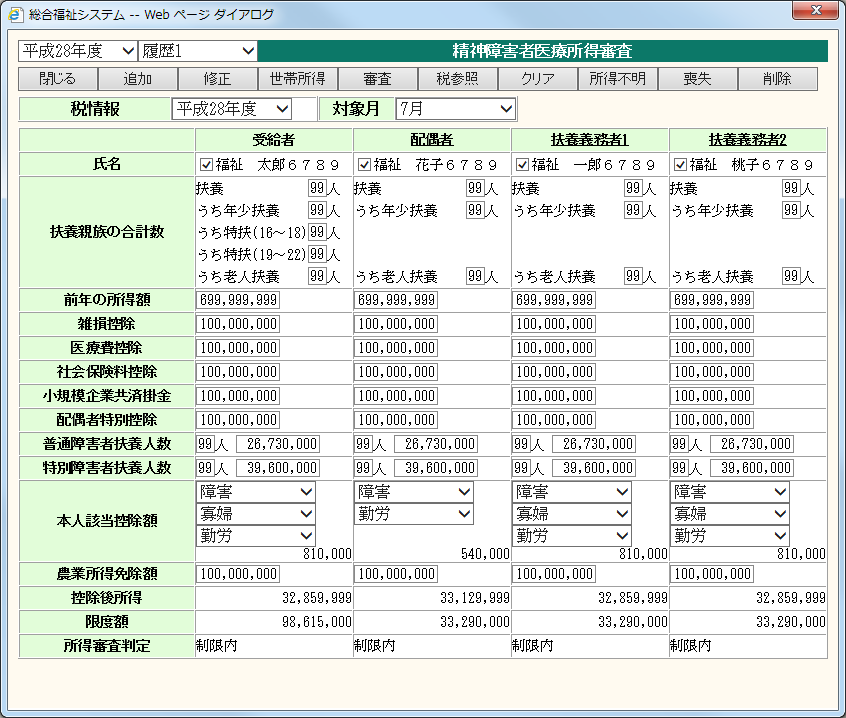 総合福祉システム -- Web ページ ダイアログ
平成28年度 履歴1 精神障害者医療所得審査
閉じる 追加 修正 世帯所得 審査 税参照 クリア 所得不明 喪失 削除
税情報 平成28年度 対象月 7月
受給者 配偶者 扶養義務者1 扶養義務者2
氏名 福祉 太郎6789 福祉 花子6789 福祉 一郎6789 福祉 桃子6789
扶養 99人 扶養 99人 扶養 99人 扶養 99人
うち年少扶養 99人 うち年少扶養 99人 うち年少扶養 99人 うち年少扶養 99人
扶養親族の合計数 うち特扶(16～18) 99人
うち特扶(19～22) 99人
うち老人扶養 99人 うち老人扶養 99人 うち老人扶養 99人 うち老人扶養 99人
前年の所得額 699,999,999 699,999,999 699,999,999 699,999,999
雑損控除 100,000,000 100,000,000 100,000,000 100,000,000
医療費控除 100,000,000 100,000,000 100,000,000 100,000,000
社会保険料控除 100,000,000 100,000,000 100,000,000 100,000,000
小規模企業共済掛金 100,000,000 100,000,000 100,000,000 100,000,000
配偶者特別控除 100,000,000 100,000,000 100,000,000 100,000,000
普通障害者扶養人数 99人 26,730,000 99人 26,730,000 99人 26,730,000 99人 26,730,000
特別障害者扶養人数 99人 39,600,000 99人 39,600,000 99人 39,600,000 99人 39,600,000
障害 障害 障害 障害
本人該当控除額 寡婦 勤労 寡婦 寡婦
勤労 勤労 勤労
810,000 540,000 810,000 810,000
農業所得免除額 100,000,000 100,000,000 100,000,000 100,000,000
控除後所得 32,859,999 33,129,999 32,859,999 32,859,999
限度額 98,615,000 33,290,000 33,290,000 33,290,000
所得審査判定 制限内 制限内 制限内 制限内